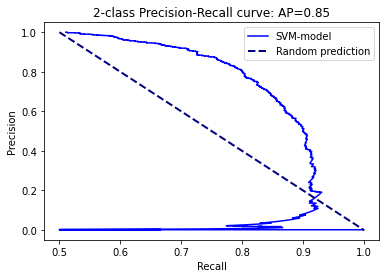 2-class Precision-Recall curve: AP=0.85
SVM-model
Random prediction
Precision
1.0
0.8
0.6
0.4
0.2
0.0
0.5
0.6
0.7
0.8
0.9
1.0
Recall